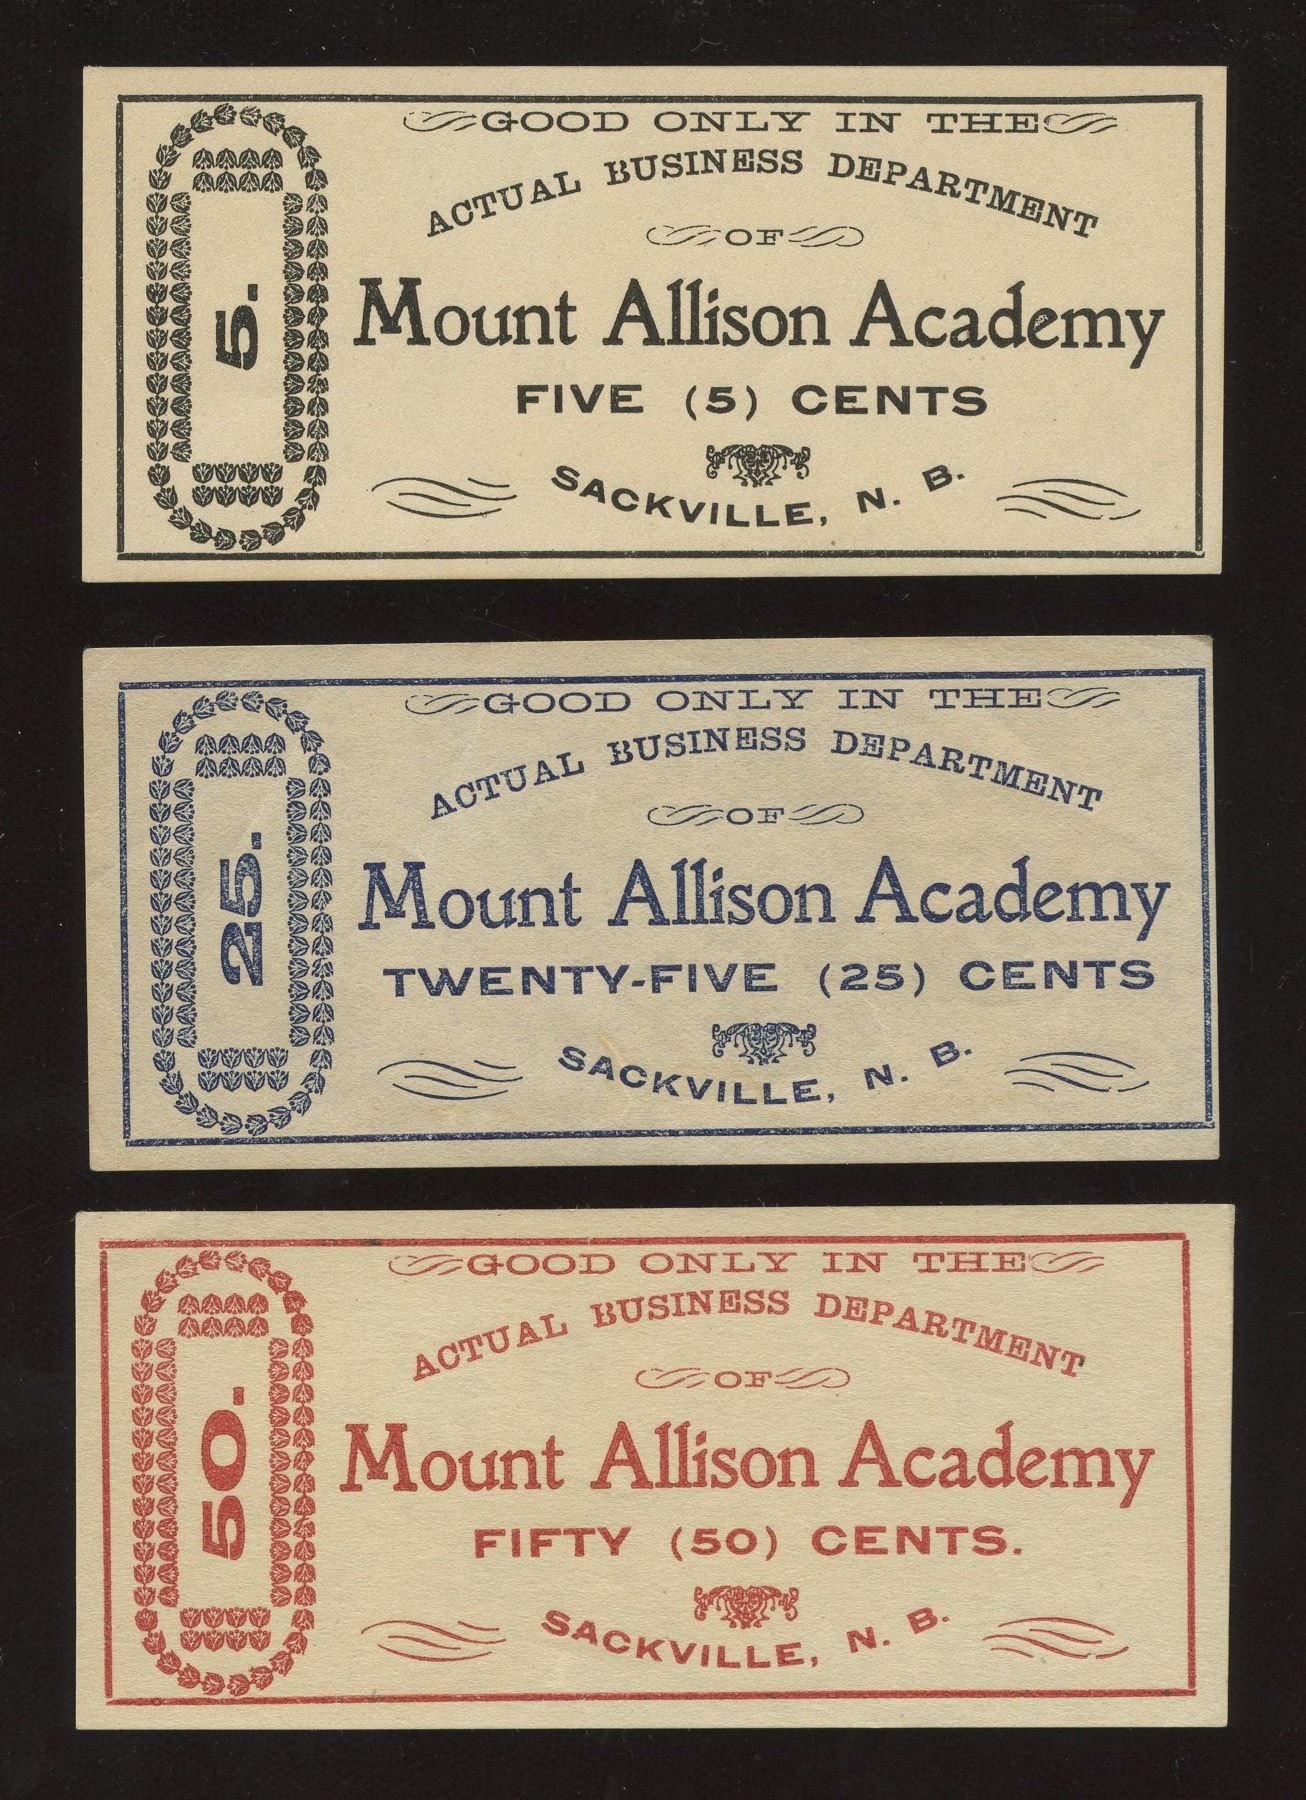 GOOD ONLY IN THE
ACTUAL BUSINESS DEPARTMENT
OF
Mount Allison Academy
5.
FIVE (5) CENTS
SACKVILLE, N. B.
GOOD ONLY IN THE
ACTUAL BUSINESS DEPARTMENT
OF
Mount Allison Academy
25.
TWENTY-FIVE (25) CENTS
SACKVILLE, N. B.
GOOD ONLY IN THE
ACTUAL BUSINESS DEPARTMENT
OF
Mount Allison Academy
50.
FIFTY (50) CENTS.
SACKVILLE, N. B.